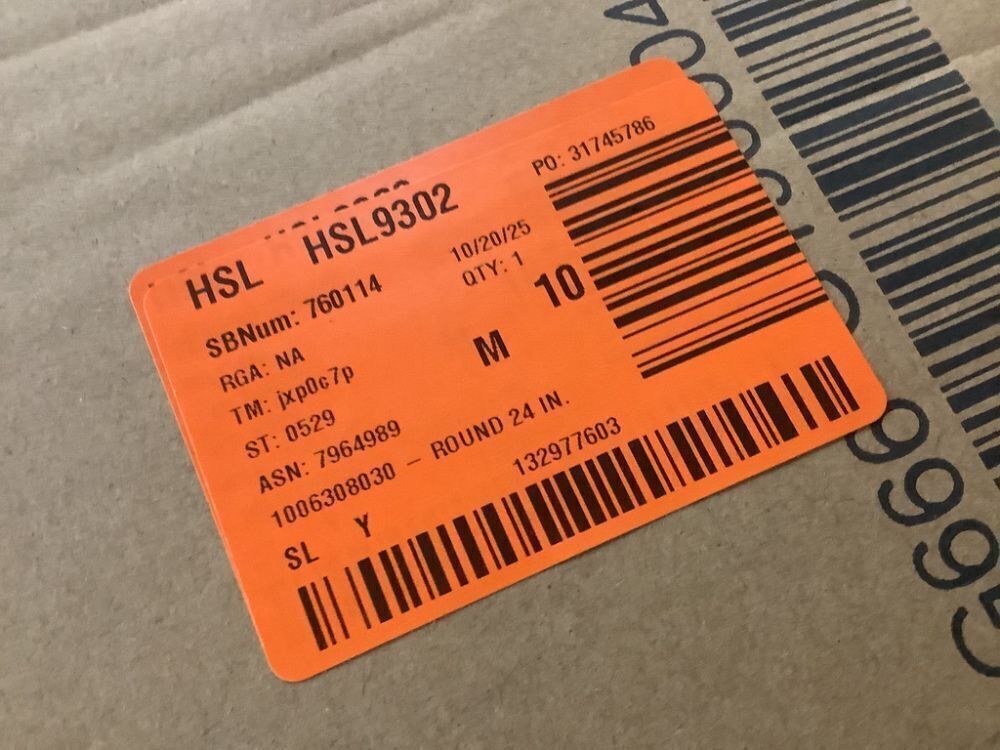 HSL HSL9302
PO: 31745786
SBNum: 760114 10/20/25
RGA: NA QTY: 1 10
TM: jxp0c7p M
ST: 0529
ASN: 7964989
1006308030 – ROUND 24 IN.
SL Y 132977603